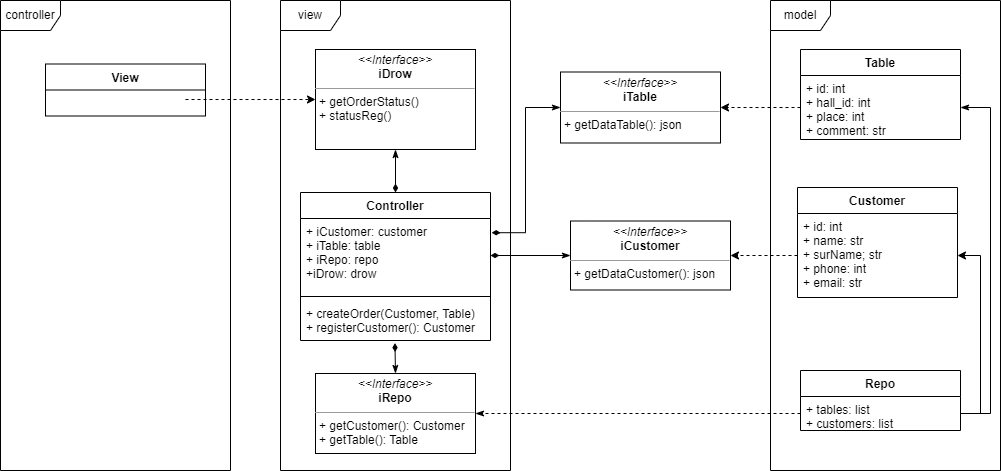 controller
View
view
<<Interface>>
iDrow
+ getOrderStatus()
+ statusReg()
Controller
+ iCustomer: customer
+ iTable: table
+ iRepo: repo
+iDrow: drow
+ createOrder(Customer, Table)
+ registerCustomer(): Customer
<<Interface>>
iRepo
+ getCustomer(): Customer
+ getTable(): Table
<<Interface>>
iTable
+ getDataTable(): json
<<Interface>>
iCustomer
+ getDataCustomer(): json
model
Table
+ id: int
+ hall_id: int
+ place: int
+ comment: str
Customer
+ id: int
+ name: str
+ surName; str
+ phone: int
+ email: str
Repo
+ tables: list
+ customers: list